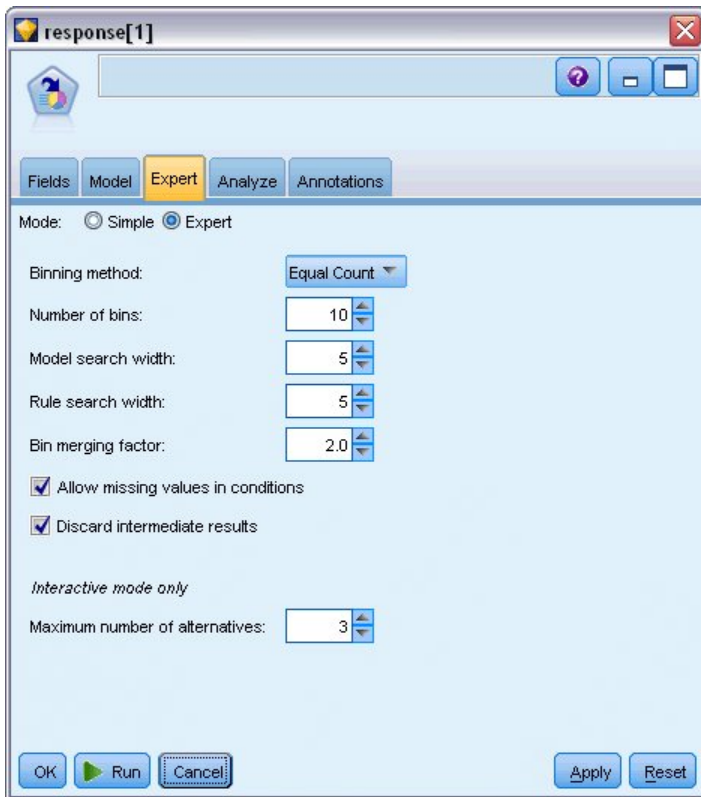 response[1]
Fields Model Expert Analyze Annotations
Mode: Simple Expert
Binning method: Equal Count
Number of bins: 10
Model search width: 5
Rule search width: 5
Bin merging factor: 2.0
Allow missing values in conditions
Discard intermediate results
Interactive mode only
Maximum number of alternatives: 3
OK Run Cancel Apply Reset